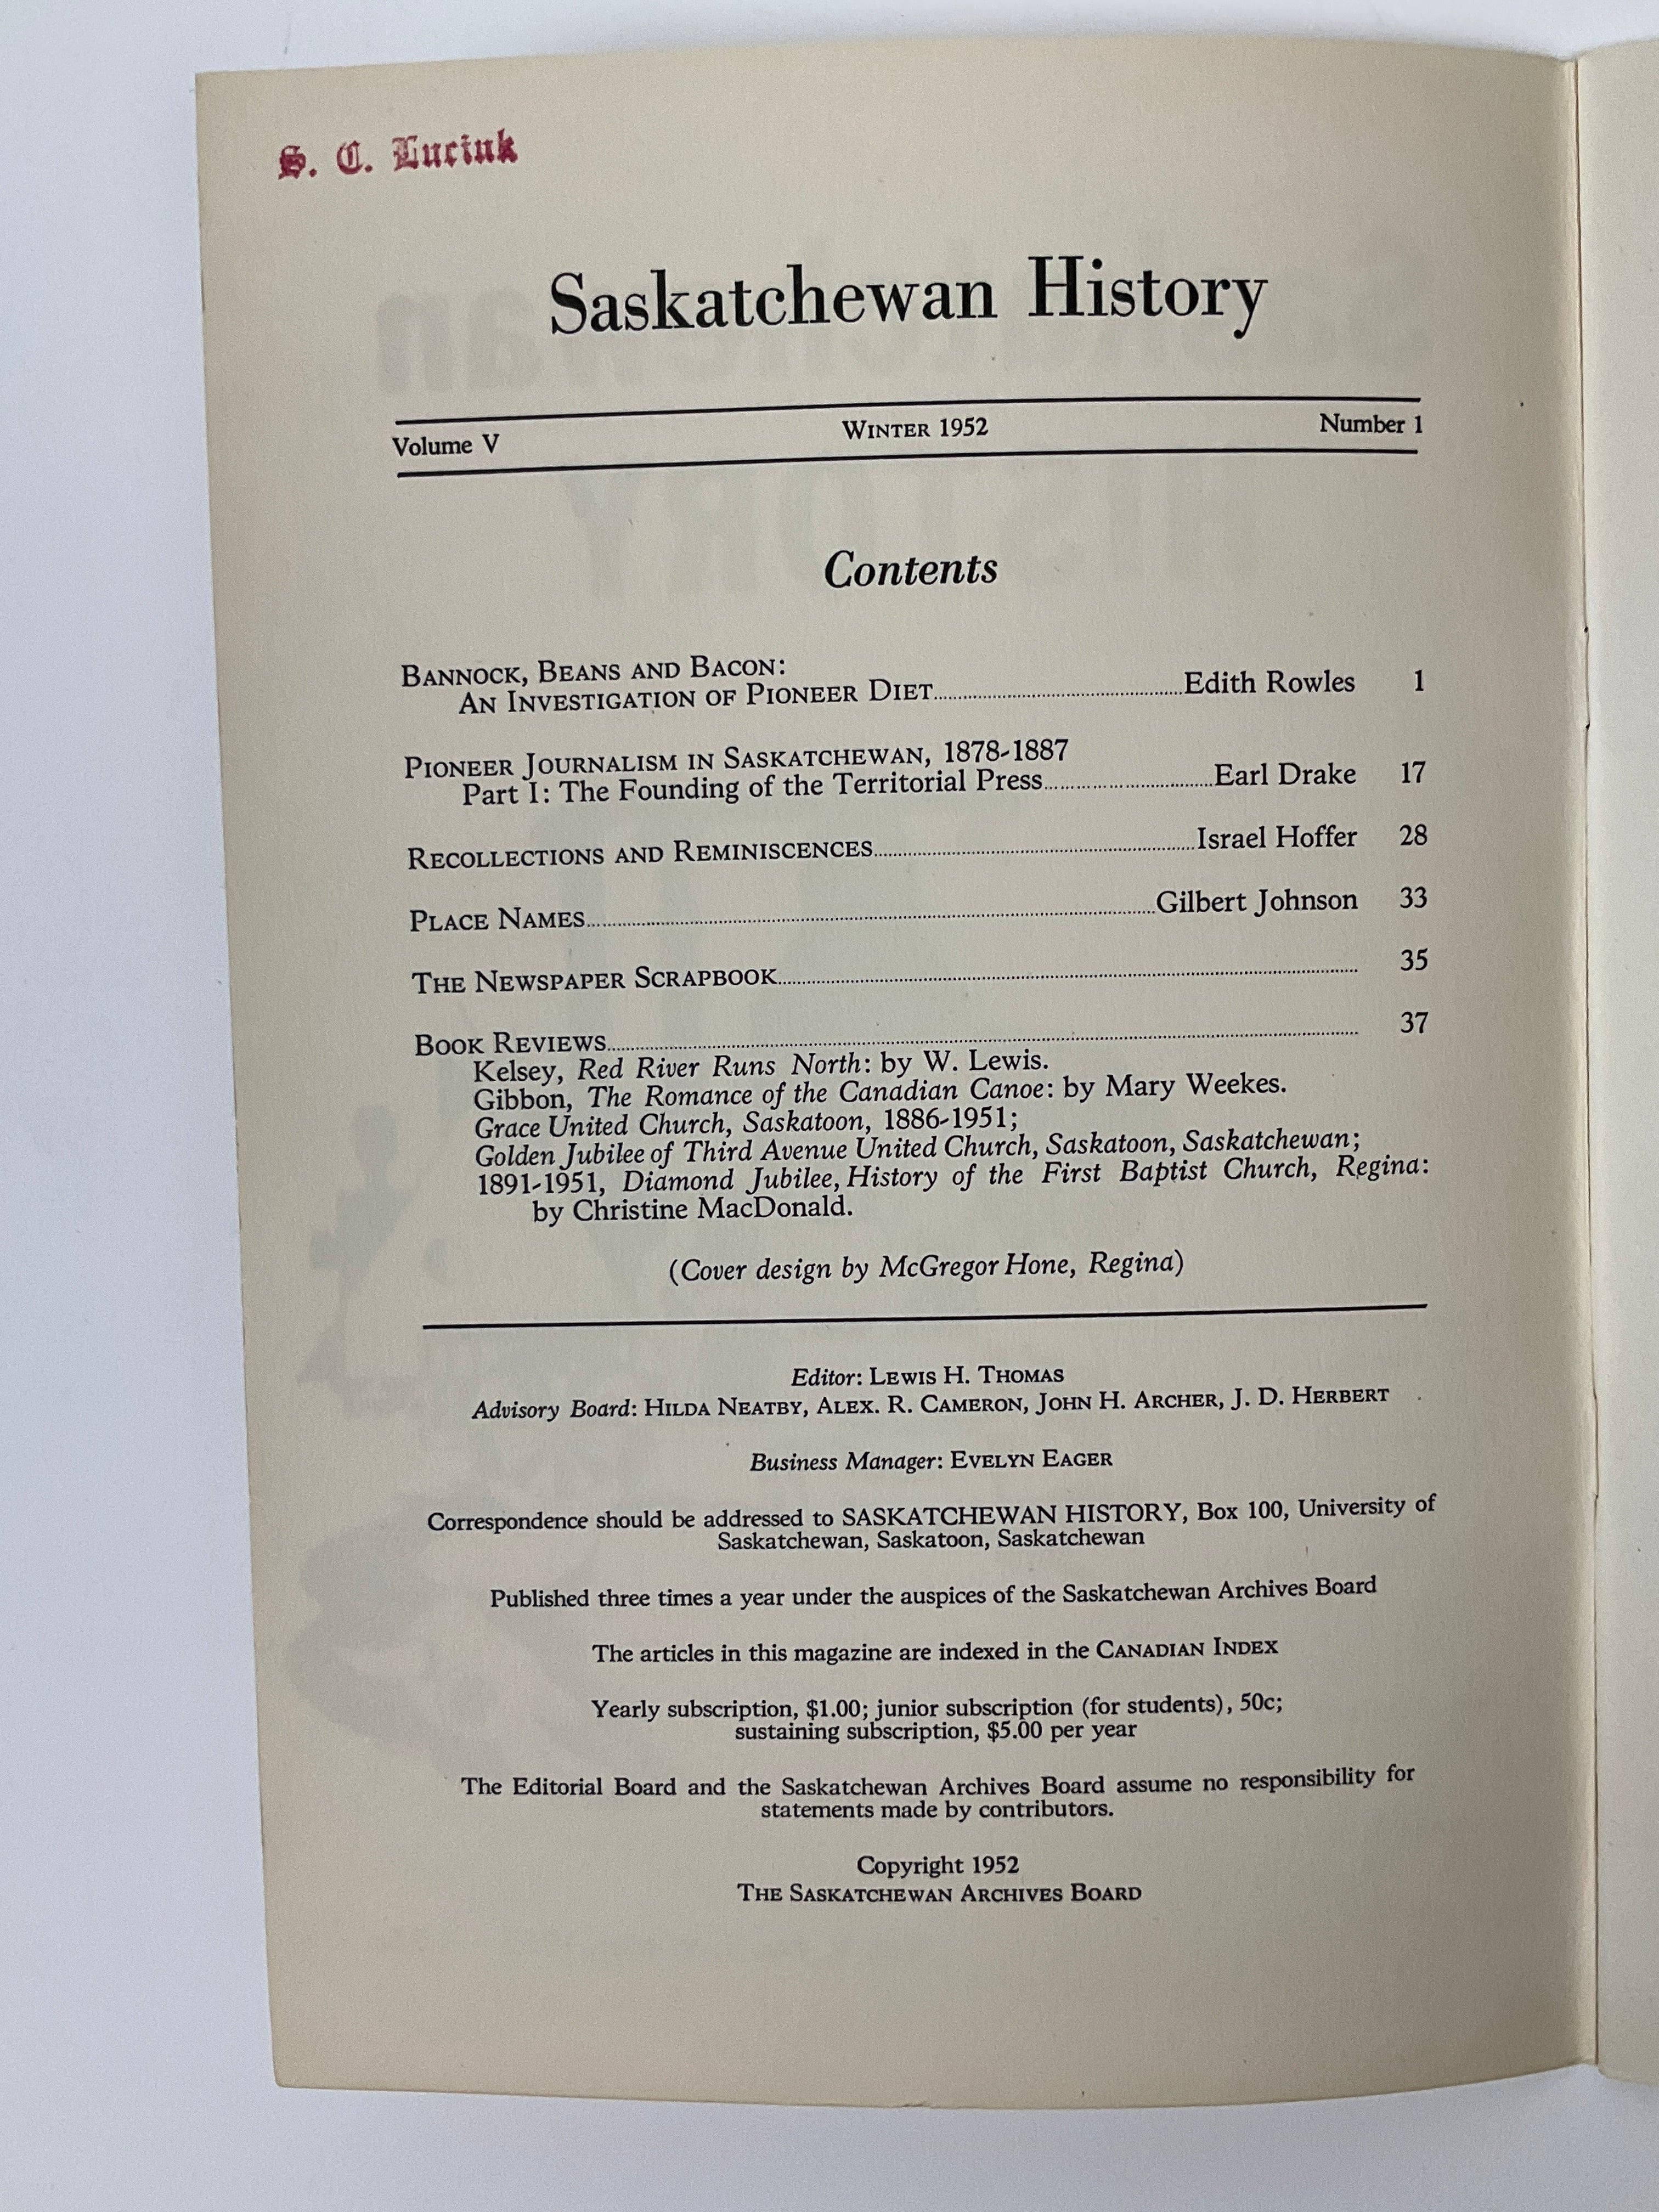 S. C. Luciuk
Saskatchewan History
Volume V WINTER 1952 Number 1
Contents
BANNOCK, BEANS AND BACON:
AN INVESTIGATION OF PIONEER DIET Edith Rowles 1
PIONEER JOURNALISM IN SASKATCHEWAN, 1878-1887
Part I: The Founding of the Territorial Press Earl Drake 17
RECOLLECTIONS AND REMINISCENCES Israel Hoffer 28
PLACE NAMES Gilbert Johnson 33
THE NEWSPAPER SCRAPBOOK 35
BOOK REVIEWS 37
Kelsey, Red River Runs North: by W. Lewis.
Gibbon, The Romance of the Canadian Canoe: by Mary Weekes.
Grace United Church, Saskatoon, 1886-1951;
Golden Jubilee of Third Avenue United Church, Saskatoon, Saskatchewan;
1891-1951, Diamond Jubilee, History of the First Baptist Church, Regina:
by Christine MacDonald.
(Cover design by McGregor Hone, Regina)
Editor: LEWIS H. THOMAS
Advisory Board: HILDA NEATBY, ALEX. R. CAMERON, JOHN H. ARCHER, J. D. HERBERT
Business Manager: EVELYN EAGER
Correspondence should be addressed to SASKATCHEWAN HISTORY, Box 100, University of
Saskatchewan, Saskatoon, Saskatchewan
Published three times a year under the auspices of the Saskatchewan Archives Board
The articles in this magazine are indexed in the CANADIAN INDEX
Yearly subscription, $1.00; junior subscription (for students), 50c;
sustaining subscription, $5.00 per year
The Editorial Board and the Saskatchewan Archives Board assume no responsibility for
statements made by contributors.
Copyright 1952
THE SASKATCHEWAN ARCHIVES BOARD